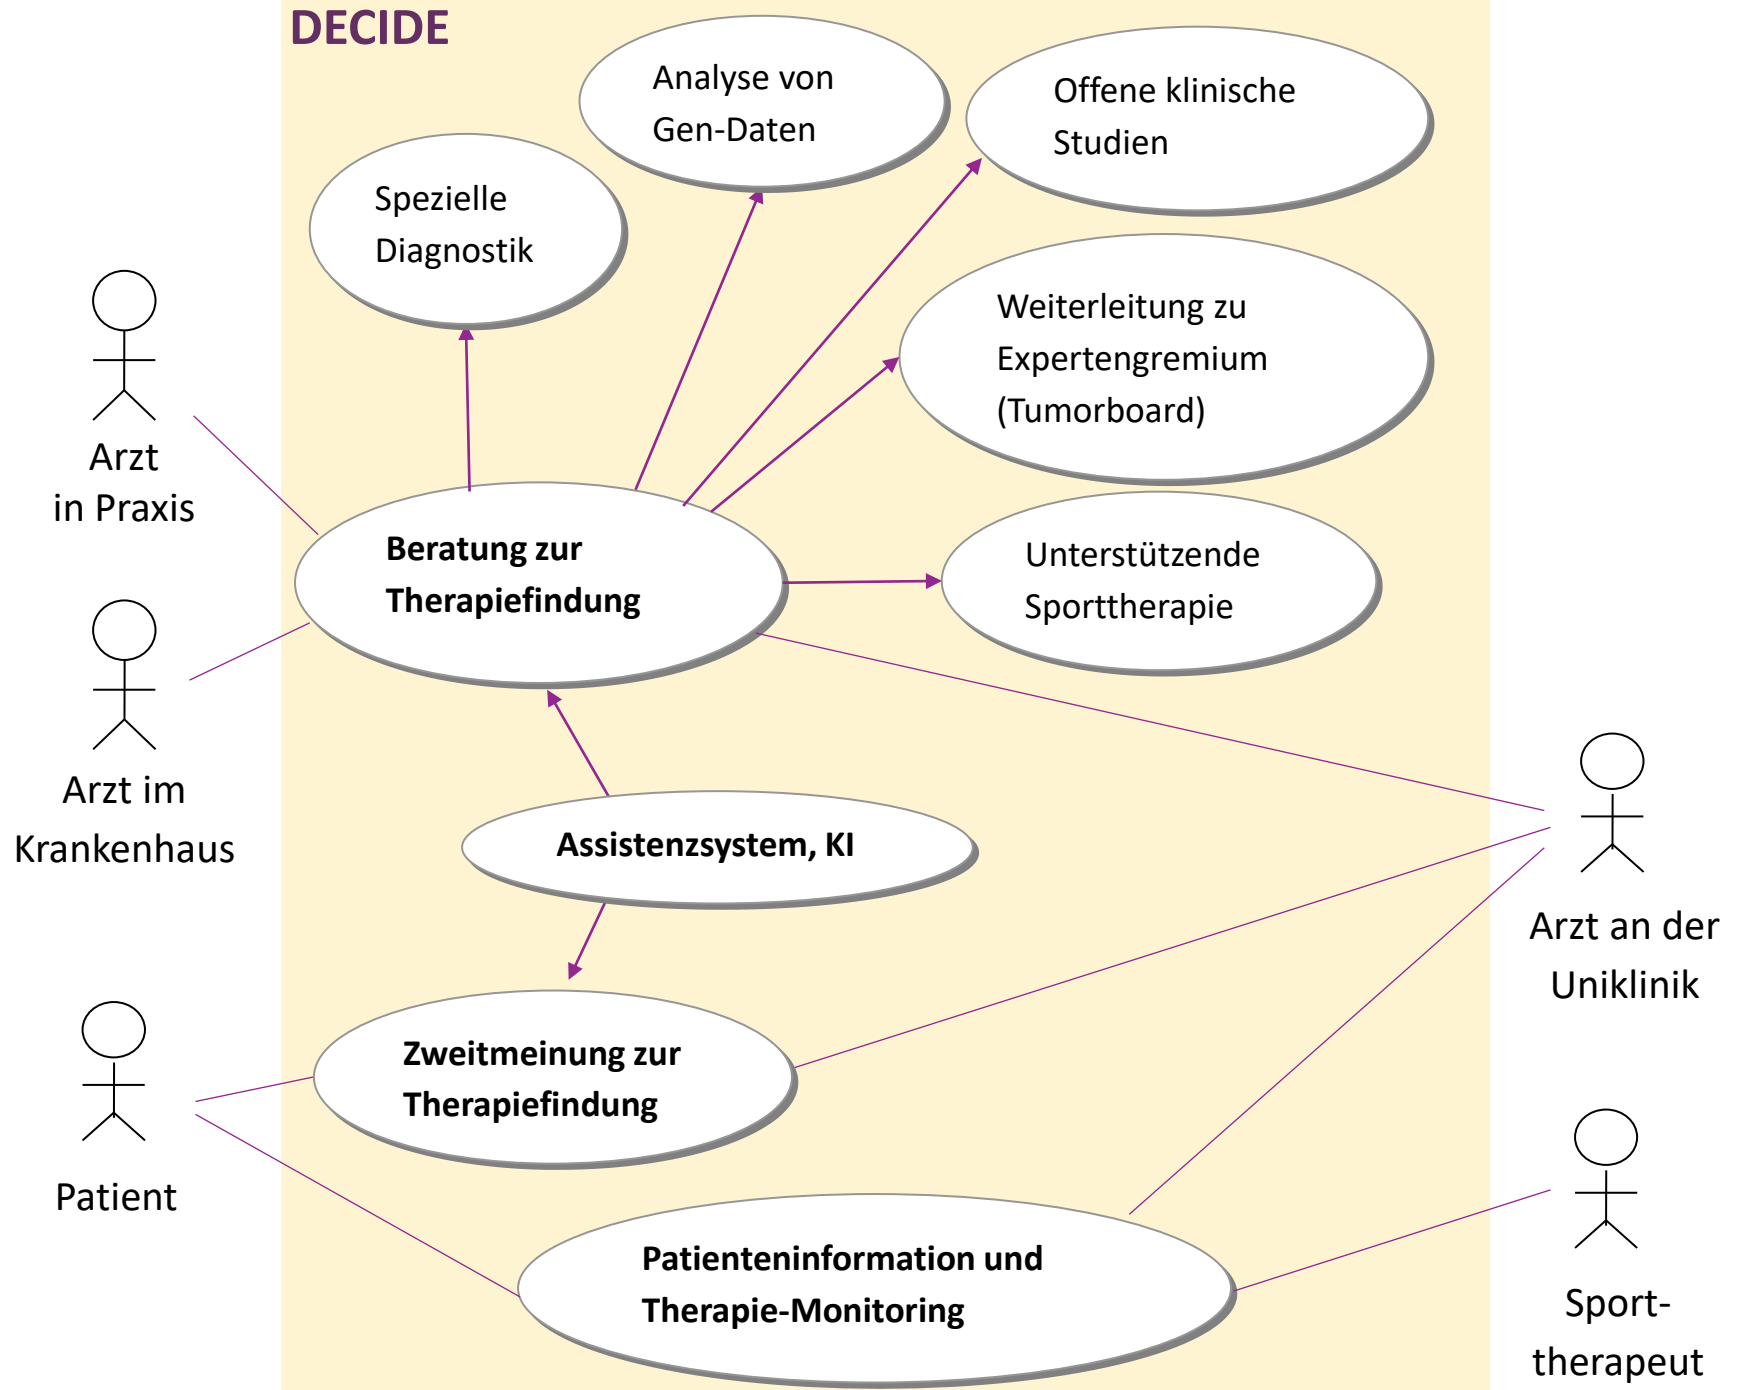 DECIDE
Analyse von
Gen-Daten
Offene klinische
Studien
Spezielle
Diagnostik
Weiterleitung zu
Expertengremium
(Tumorboard)
Arzt
in Praxis
Beratung zur
Therapiefindung
Unterstützende
Sporttherapie
Arzt im
Krankenhaus
Assistenzsystem, KI
Arzt an der
Uniklinik
Zweitmeinung zur
Therapiefindung
Patient
Patienteninformation und
Therapie-Monitoring
Sport-
therapeut